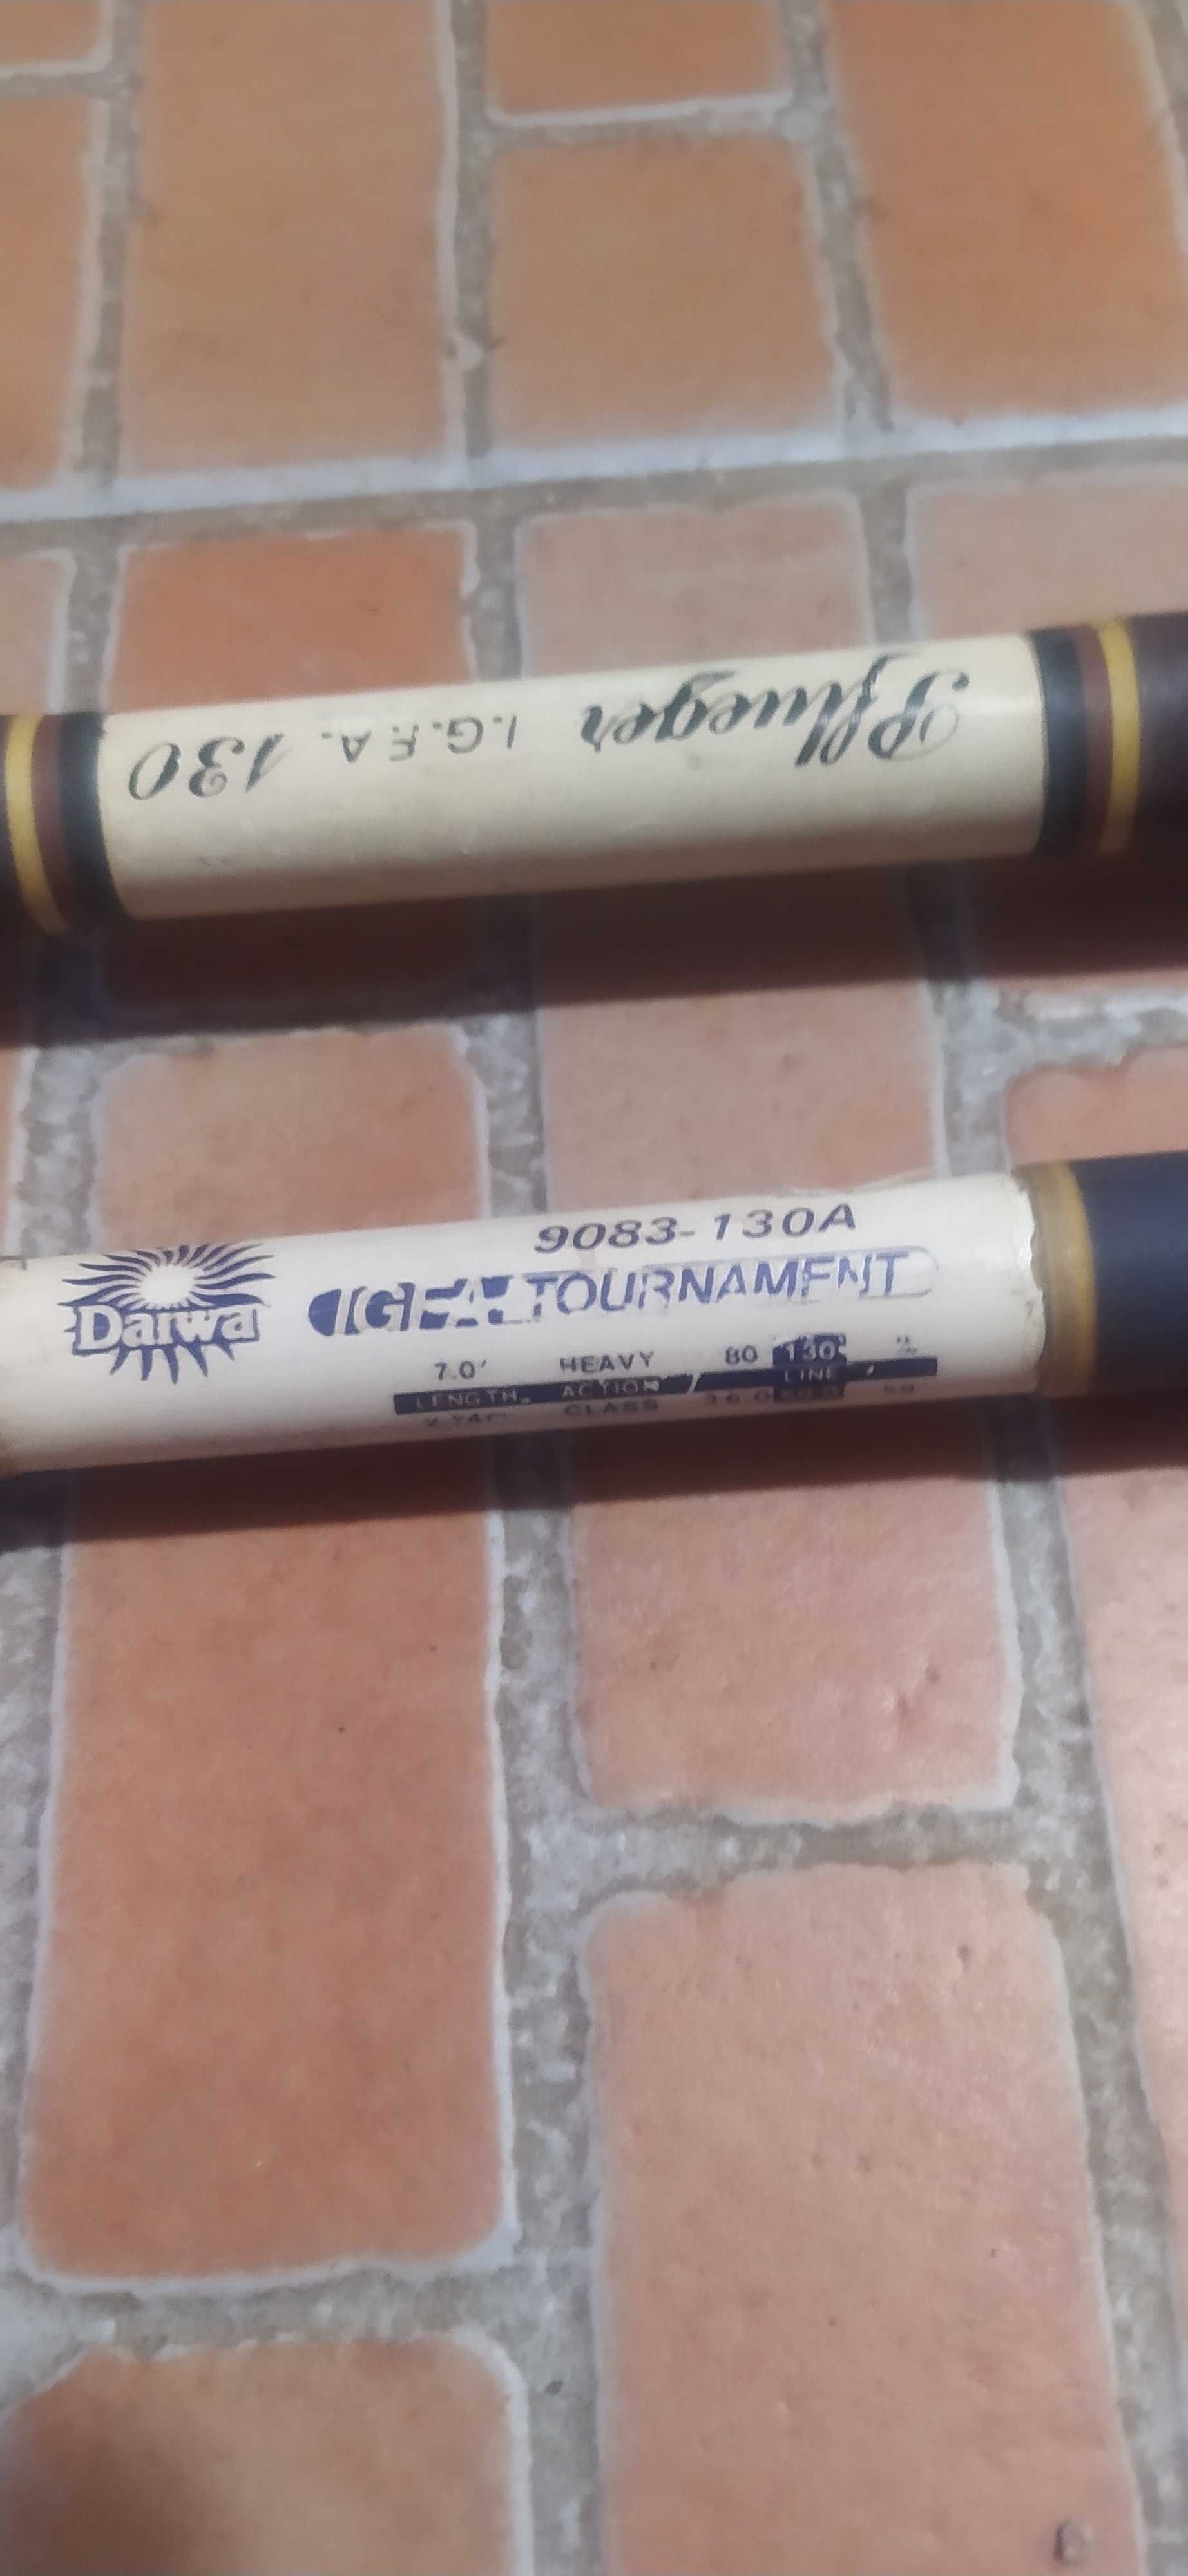 Pflueger I.G.F.A. 130
9083-130A
Daiwa
IGFA TOURNAMENT
7.0' HEAVY 80 130
LENGTH ACTION / LINE
CLASS